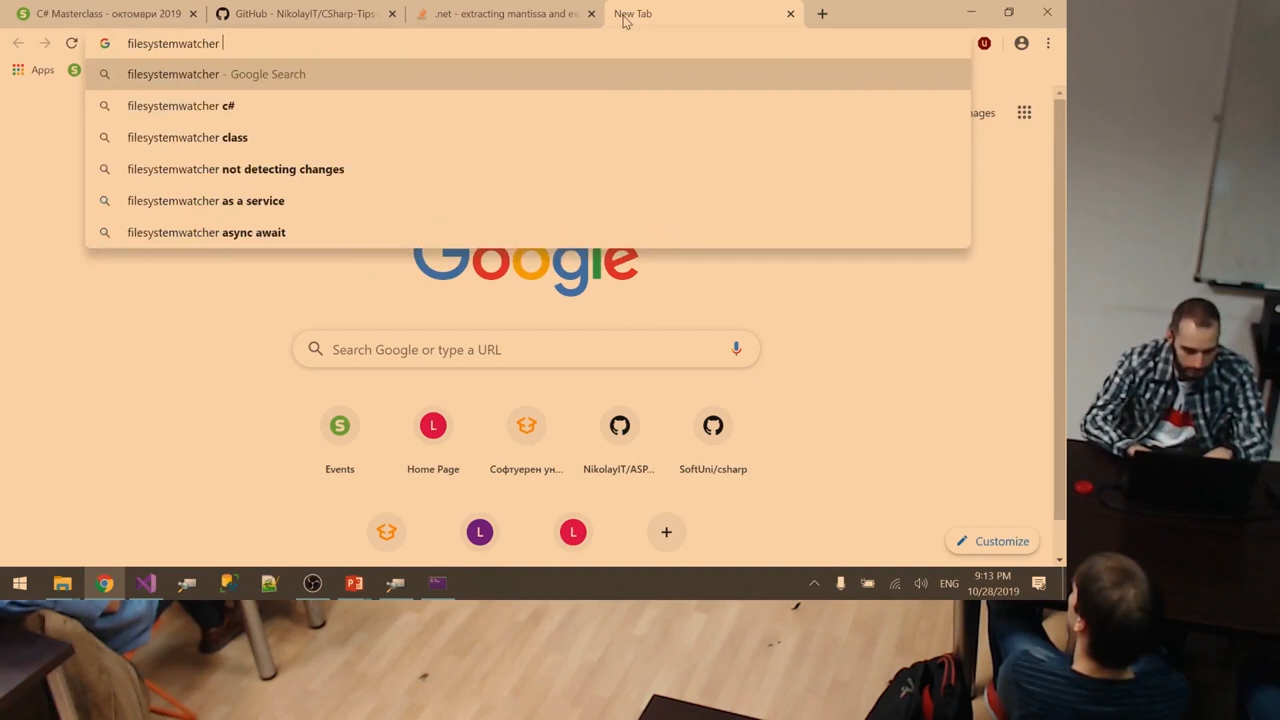 C# Masterclass - октомври 2019
GitHub - NikolayIT/CSharp-Tips-
.net - extracting mantissa and ex
New Tab
filesystemwatcher
Apps
filesystemwatcher - Google Search
filesystemwatcher c#
filesystemwatcher class
filesystemwatcher not detecting changes
filesystemwatcher as a service
filesystemwatcher async await
ages
Google
Search Google or type a URL
Events
Home Page
Софтуерен ун...
NikolayIT/ASP...
SoftUni/csharp
Customize
ENG
9:13 PM
10/28/2019